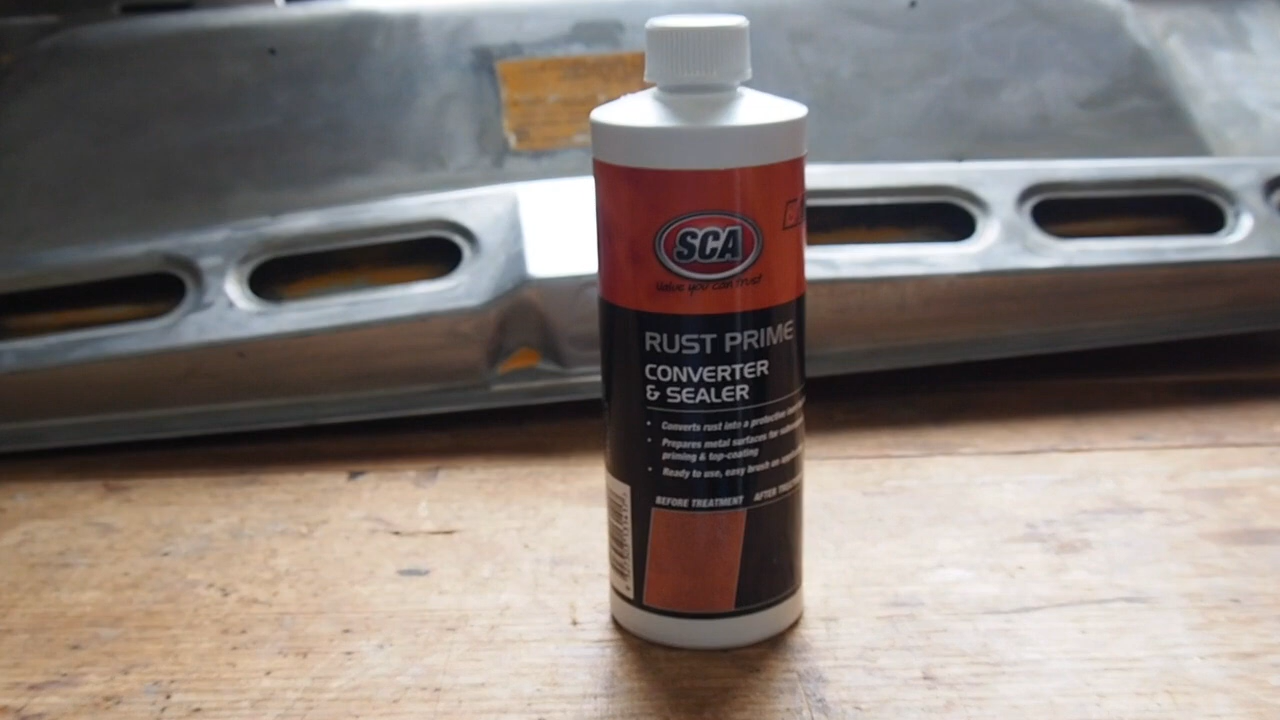 SCA
Value you can trust
RUST PRIME
CONVERTER
& SEALER
• Converts rust into a protective
• Prepares metal surfaces for
priming & top-coating
• Ready to use, easy brush on
BEFORE TREATMENT AFTER